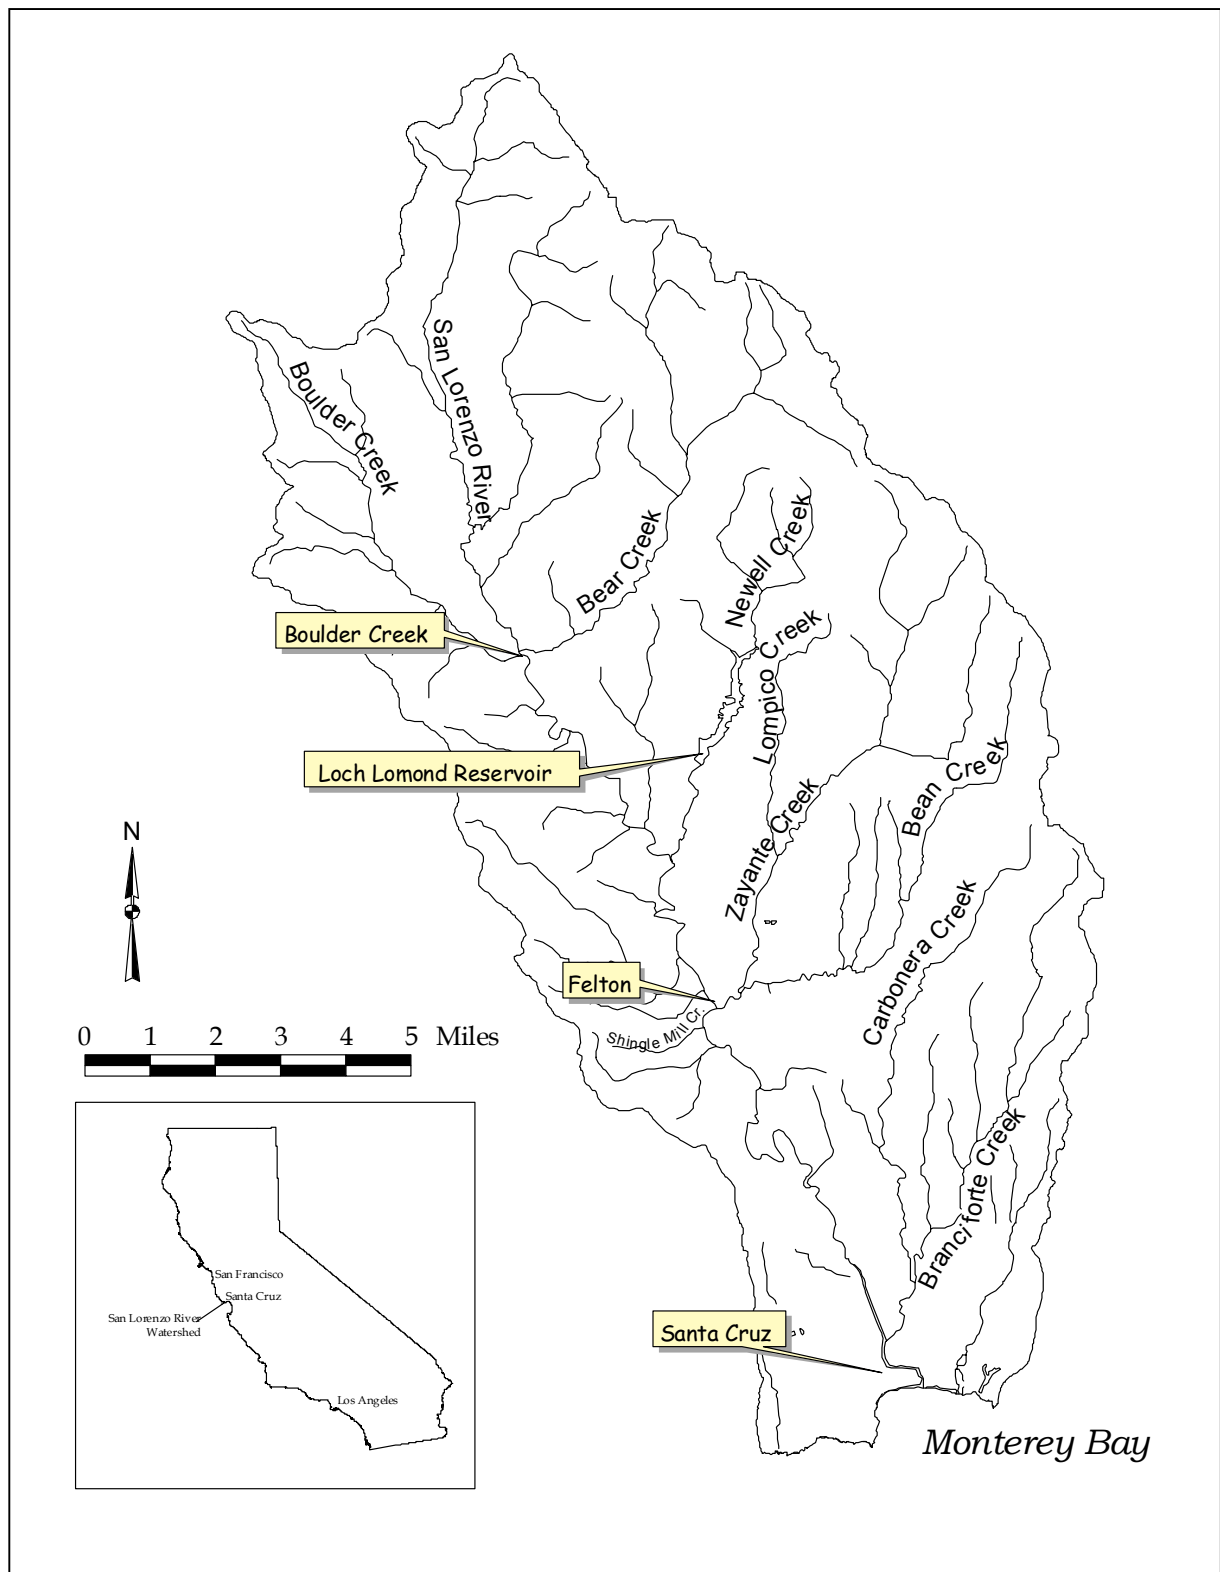 San Lorenzo River
Boulder Creek
Bear Creek
Newell Creek
Boulder Creek
Lompico Creek
Loch Lomond Reservoir
Bean Creek
Zayante Creek
N
Carbonera Creek
Felton
Shingle Mill Cr.
0 1 2 3 4 5 Miles
Branciforte Creek
San Francisco
Santa Cruz
San Lorenzo River
Watershed
Los Angeles
Santa Cruz
Monterey Bay